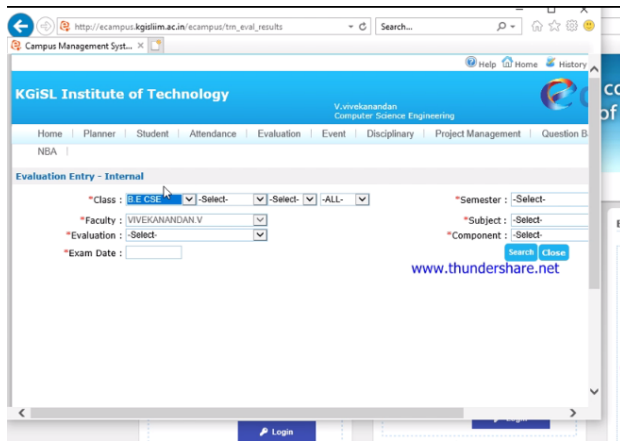 http://ecampus.kgisliim.ac.in/ecampus/tm_eval_results
Search...
Campus Management Syst...
Help Home History
KGiSL Institute of Technology
V.vivekanandan
Computer Science Engineering
Home Planner Student Attendance Evaluation Event Disciplinary Project Management Question B
NBA
Evaluation Entry - Internal
*Class : B.E CSE -Select- -Select- -ALL- *Semester : -Select-
*Faculty : VIVEKANANDAN.V *Subject : -Select-
*Evaluation : -Select- *Component : -Select-
*Exam Date : Search Close
www.thundershare.net
Login